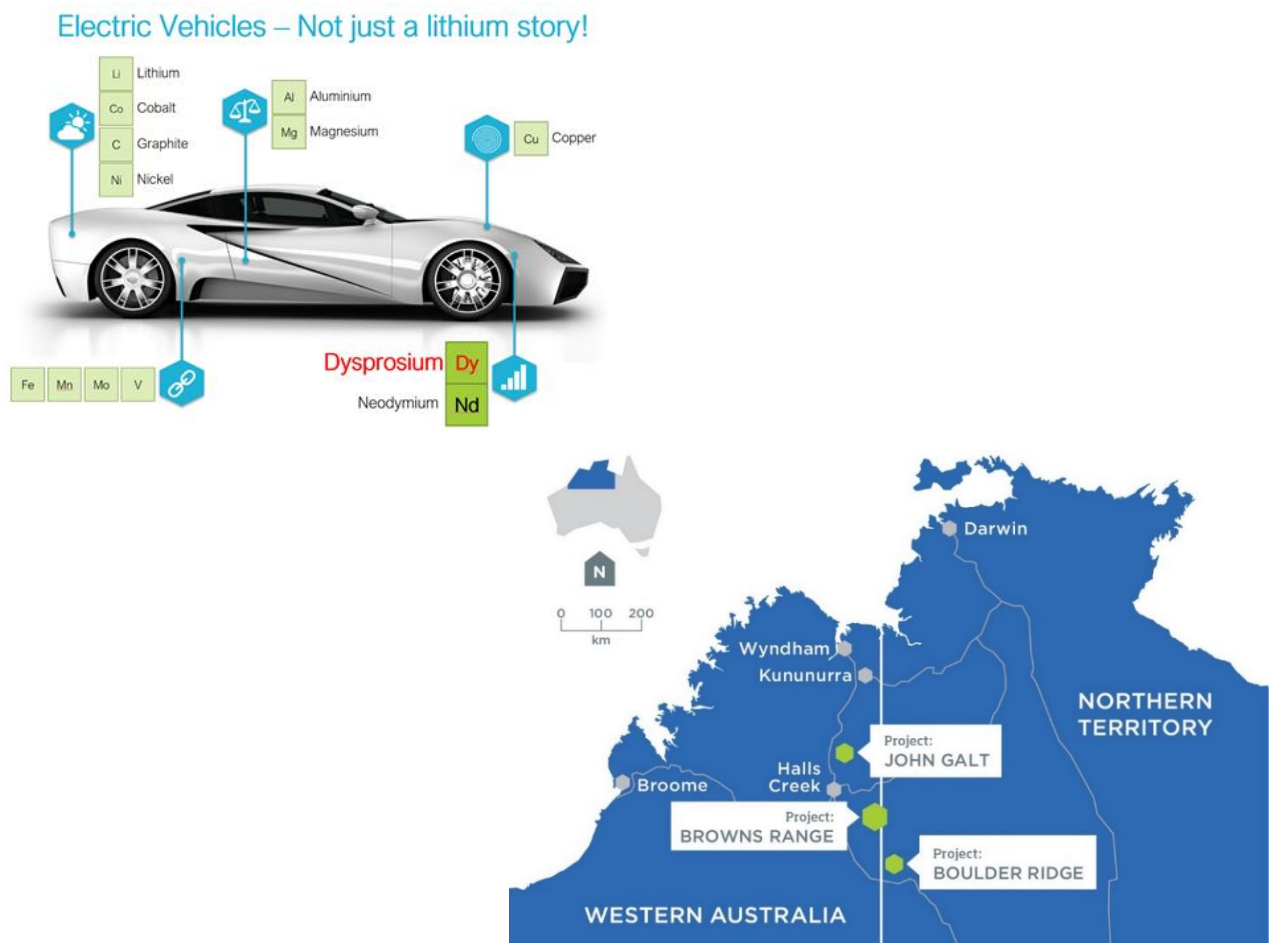 Electric Vehicles – Not just a lithium story!
Li Lithium
Co Cobalt
C Graphite
Ni Nickel
Al Aluminium
Mg Magnesium
Cu Copper
Fe Mn Mo V
Dysprosium Dy
Neodymium Nd
N
0 100 200
km
Darwin
Wyndham
Kununurra
NORTHERN
TERRITORY
Project:
JOHN GALT
Halls
Creek
Broome
Project:
BROWNS RANGE
Project:
BOULDER RIDGE
WESTERN AUSTRALIA